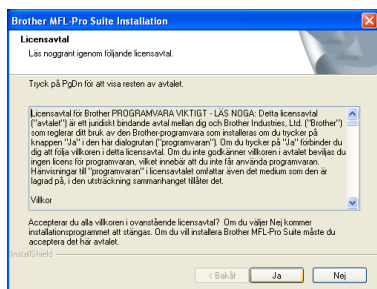 Brother MFL-Pro Suite Installation
Licensavtal
Läs noggrant igenom följande licensavtal.
Tryck på PgDn för att visa resten av avtalet.
Licensavtal för Brother PROGRAMVARA VIKTIGT - LÄS NOGA: Detta licensavtal
("avtalet") är ett juridiskt bindande avtal mellan dig och Brother Industries, Ltd. ("Brother")
som reglerar ditt bruk av den Brother-programvara som installeras om du trycker på
knappen "Ja" i den här dialogrutan ("programvaran"). Om du trycker på "Ja" förbinder du
dig att följa villkoren i detta licensavtal. Om du inte godkänner villkoren i avtalet beviljas du
ingen licens för programvaran, vilket innebär att du inte får använda programvaran.
Hänvisningar till "programvaran" i licensavtalet omfattar även det medium som den är
lagrad på, i den utsträckning sammanhanget tillåter det.
Villkor
Accepterar du alla villkoren i ovanstående licensavtal? Om du väljer Nej kommer
installationsprogrammet att stängas. Om du vill installera Brother MFL-Pro Suite måste du
acceptera det här avtalet.
InstallShield
< Bakåt
Ja
Nej